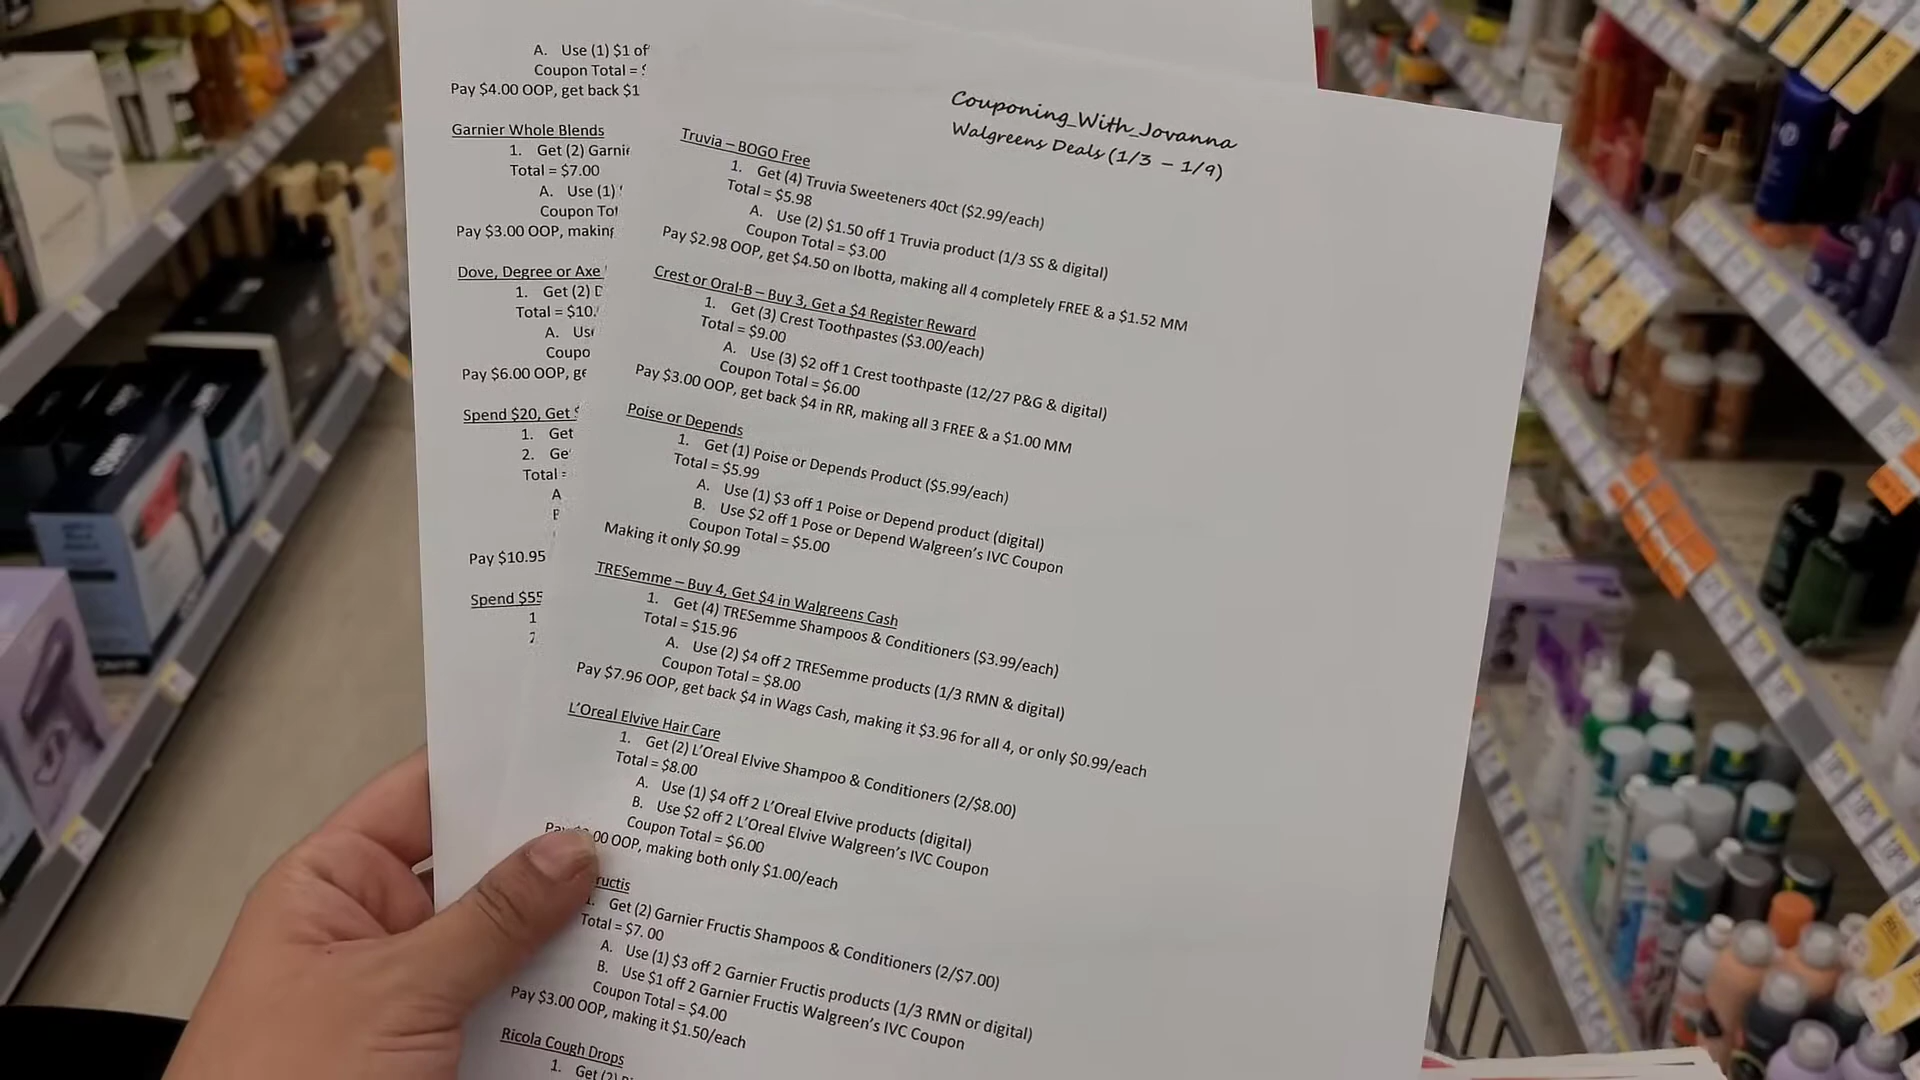 A. Use (1) $1 of
Coupon Total =
Pay $4.00 OOP, get back $1
Garnier Whole Blends
1. Get (2) Garnie
Total = $7.00
A. Use (1)
Coupon Tot
Pay $3.00 OOP, making
Dove, Degree or Axe
1. Get (2) D
Total = $10.
A. Use
Coupo
Pay $6.00 OOP, ge
Spend $20, Get $
1. Get
2. Ge
Total =
A
Pay $10.95
Spend $55
1
2
Couponing_With_Jovanna
Walgreens Deals (1/3 – 1/9)
Truvia – BOGO Free
1. Get (4) Truvia Sweeteners 40ct ($2.99/each)
Total = $5.98
A. Use (2) $1.50 off 1 Truvia product (1/3 SS & digital)
Coupon Total = $3.00
Pay $2.98 OOP, get $4.50 on Ibotta, making all 4 completely FREE & a $1.52 MM
Crest or Oral-B – Buy 3, Get a $4 Register Reward
1. Get (3) Crest Toothpastes ($3.00/each)
Total = $9.00
A. Use (3) $2 off 1 Crest toothpaste (12/27 P&G & digital)
Coupon Total = $6.00
Pay $3.00 OOP, get back $4 in RR, making all 3 FREE & a $1.00 MM
Poise or Depends
1. Get (1) Poise or Depends Product ($5.99/each)
Total = $5.99
A. Use (1) $3 off 1 Poise or Depend product (digital)
B. Use $2 off 1 Pose or Depend Walgreen's IVC Coupon
Coupon Total = $5.00
Making it only $0.99
TRESemme – Buy 4, Get $4 in Walgreens Cash
1. Get (4) TRESemme Shampoos & Conditioners ($3.99/each)
Total = $15.96
A. Use (2) $4 off 2 TRESemme products (1/3 RMN & digital)
Coupon Total = $8.00
Pay $7.96 OOP, get back $4 in Wags Cash, making it $3.96 for all 4, or only $0.99/each
L'Oreal Elvive Hair Care
1. Get (2) L'Oreal Elvive Shampoo & Conditioners (2/$8.00)
Total = $8.00
A. Use (1) $4 off 2 L'Oreal Elvive products (digital)
B. Use $2 off 2 L'Oreal Elvive Walgreen's IVC Coupon
Coupon Total = $6.00
Pay .00 OOP, making both only $1.00/each
ructis
1. Get (2) Garnier Fructis Shampoos & Conditioners (2/$7.00)
Total = $7. 00
A. Use (1) $3 off 2 Garnier Fructis products (1/3 RMN or digital)
B. Use $1 off 2 Garnier Fructis Walgreen's IVC Coupon
Coupon Total = $4.00
Pay $3.00 OOP, making it $1.50/each
Ricola Cough Drops
1. Get (2)